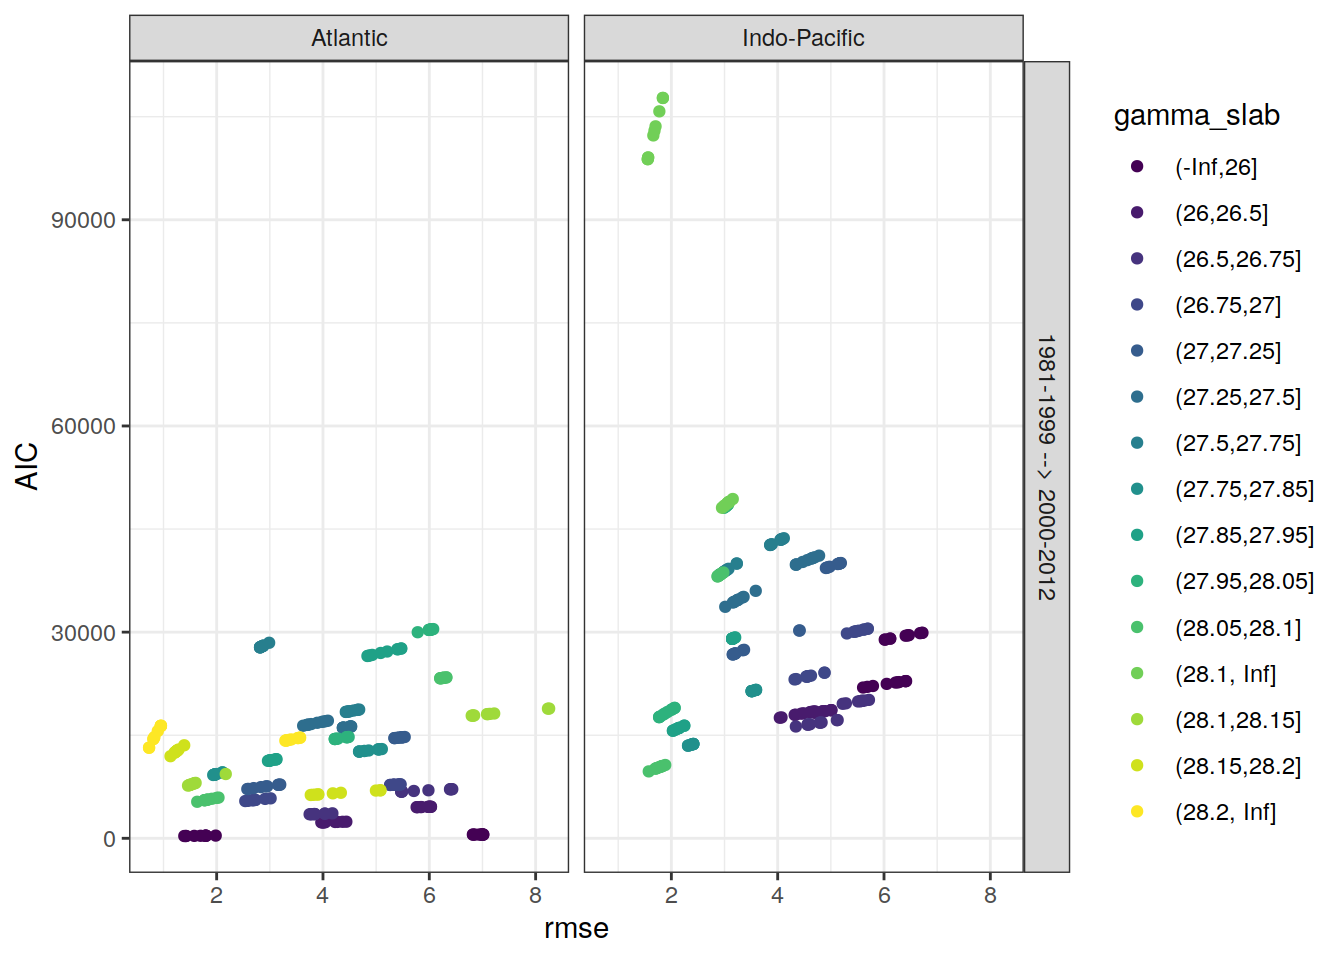 Atlantic
Indo-Pacific
1981-1999 --> 2000-2012
AIC
90000
60000
30000
0
2
4
6
8
2
4
6
8
rmse
gamma_slab
(-Inf,26]
(26,26.5]
(26.5,26.75]
(26.75,27]
(27,27.25]
(27.25,27.5]
(27.5,27.75]
(27.75,27.85]
(27.85,27.95]
(27.95,28.05]
(28.05,28.1]
(28.1, Inf]
(28.1,28.15]
(28.15,28.2]
(28.2, Inf]